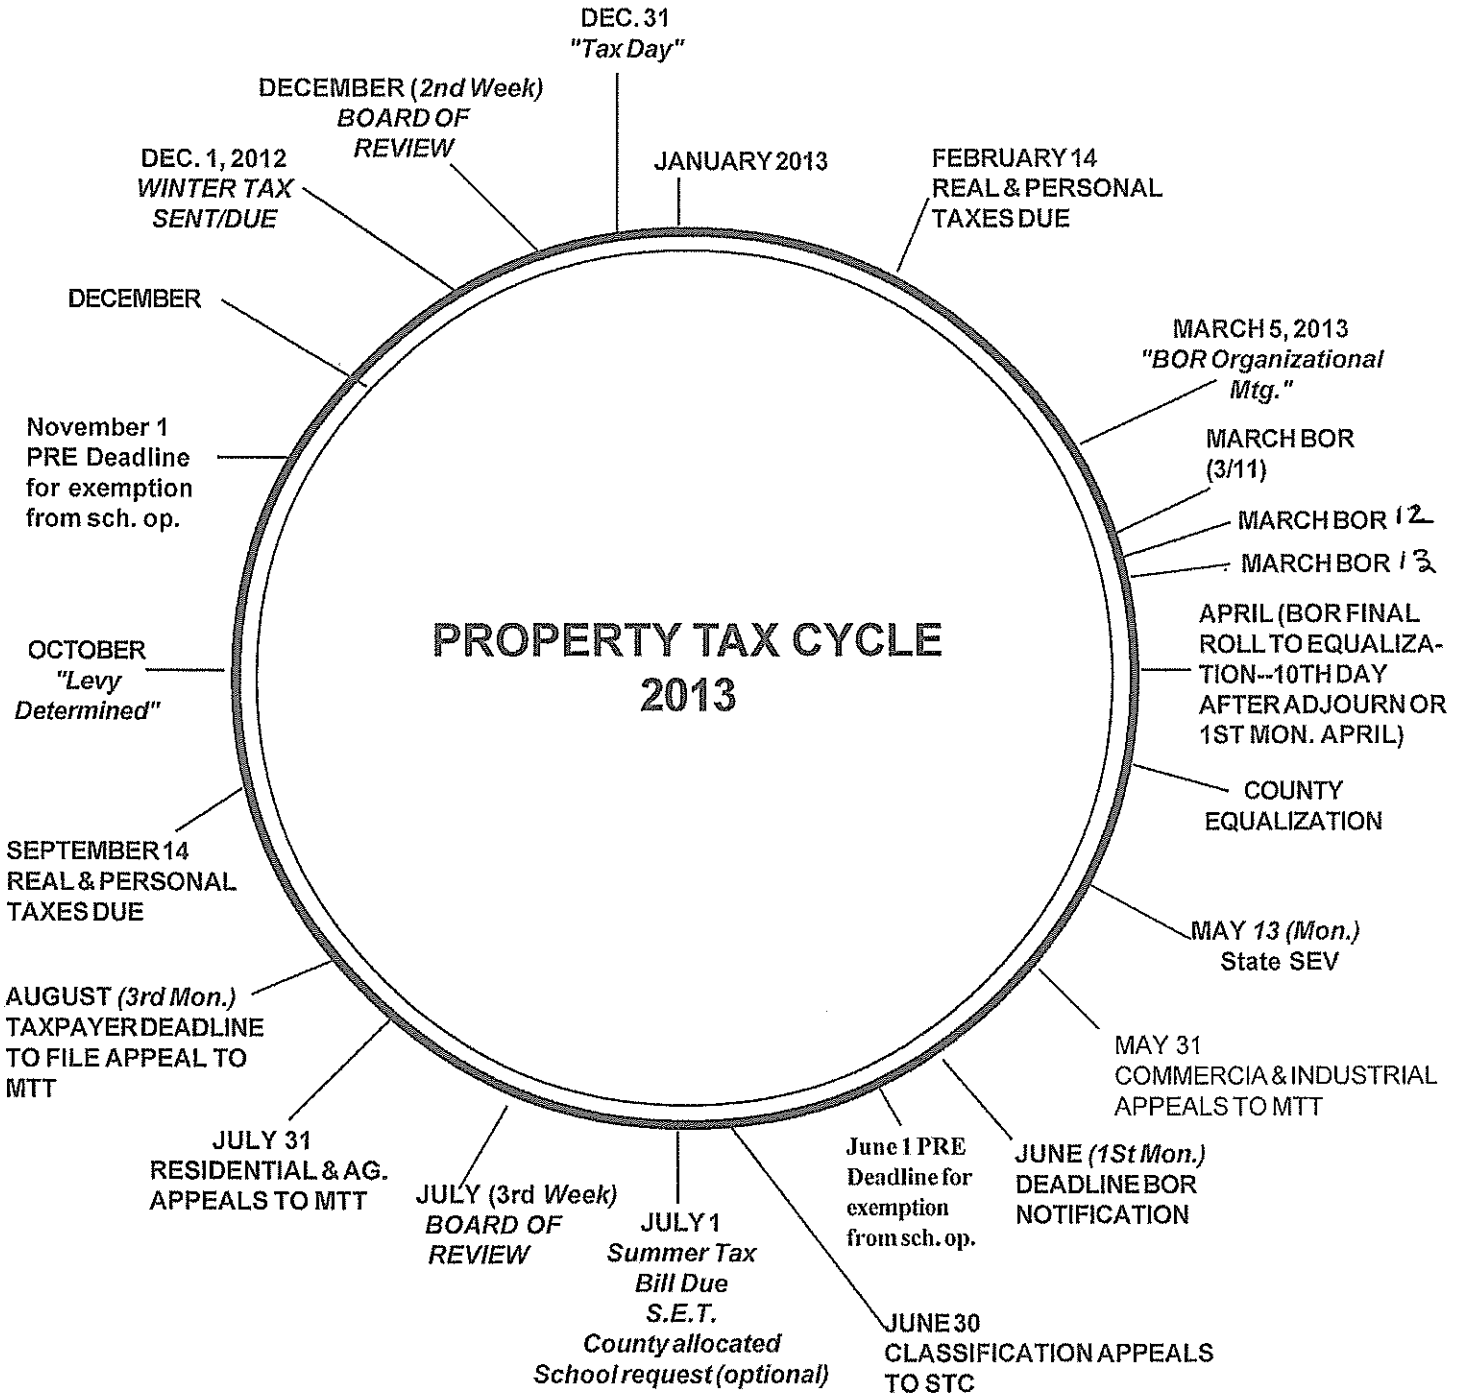 DEC. 31
"Tax Day"
JANUARY 2013
FEBRUARY 14
REAL & PERSONAL
TAXES DUE
MARCH 5, 2013
"BOR Organizational
Mtg."
MARCH BOR
(3/11)
MARCH BOR 12
MARCH BOR 13
APRIL (BOR FINAL
ROLL TO EQUALIZA-
TION--10TH DAY
AFTER ADJOURN OR
1ST MON. APRIL)
COUNTY
EQUALIZATION
MAY 13 (Mon.)
State SEV
MAY 31
COMMERCIA & INDUSTRIAL
APPEALS TO MTT
JUNE (1St Mon.)
DEADLINE BOR
NOTIFICATION
June 1 PRE
Deadline for
exemption
from sch. op.
JUNE 30
CLASSIFICATION APPEALS
TO STC
JULY 1
Summer Tax
Bill Due
S.E.T.
County allocated
School request (optional)
JULY (3rd Week)
BOARD OF
REVIEW
JULY 31
RESIDENTIAL & AG.
APPEALS TO MTT
AUGUST (3rd Mon.)
TAXPAYER DEADLINE
TO FILE APPEAL TO
MTT
SEPTEMBER 14
REAL & PERSONAL
TAXES DUE
OCTOBER
"Levy
Determined"
November 1
PRE Deadline
for exemption
from sch. op.
DECEMBER
DEC. 1, 2012
WINTER TAX
SENT/DUE
DECEMBER (2nd Week)
BOARD OF
REVIEW
PROPERTY TAX CYCLE
2013